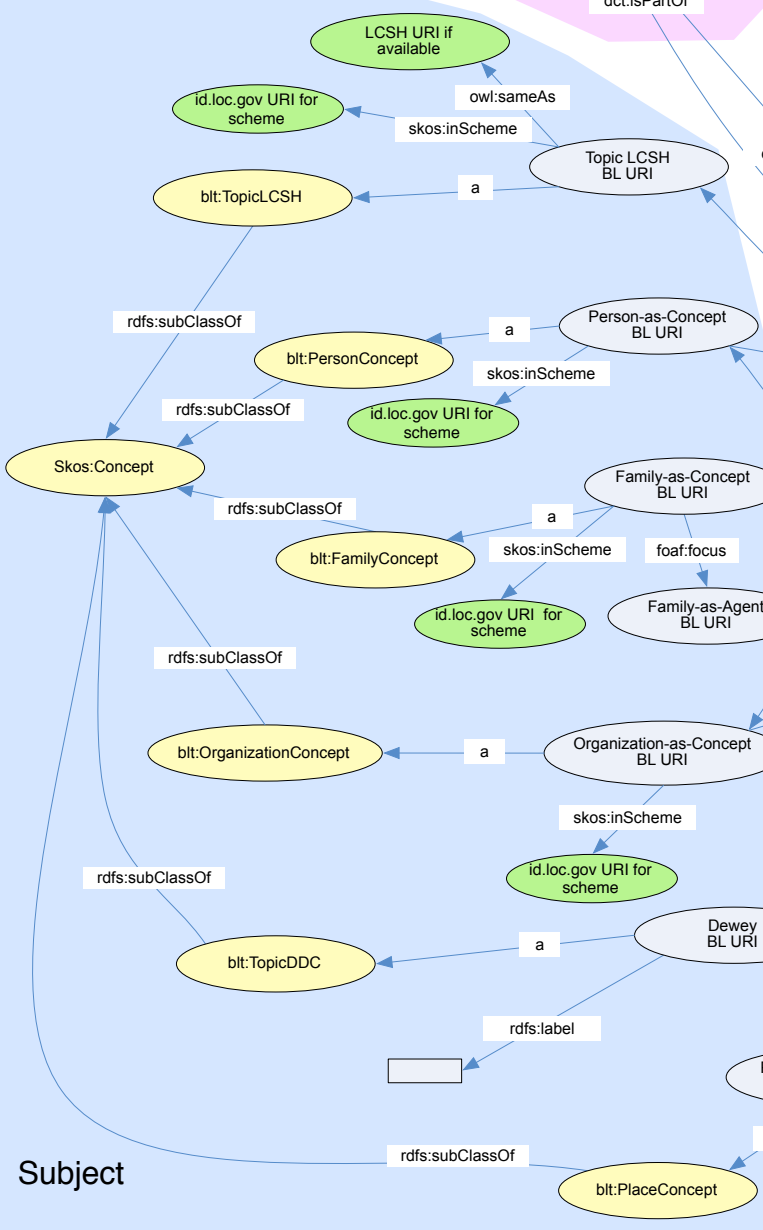 dct:isPartOf
LCSH URI if
available
id.loc.gov URI for
scheme
owl:sameAs
skos:inScheme
Topic LCSH
BL URI
blt:TopicLCSH
a
rdfs:subClassOf
Person-as-Concept
BL URI
a
blt:PersonConcept
skos:inScheme
rdfs:subClassOf
id.loc.gov URI for
scheme
Skos:Concept
Family-as-Concept
BL URI
rdfs:subClassOf
a
skos:inScheme
foaf:focus
blt:FamilyConcept
id.loc.gov URI  for
scheme
Family-as-Agent
BL URI
rdfs:subClassOf
blt:OrganizationConcept
a
Organization-as-Concept
BL URI
skos:inScheme
id.loc.gov URI for
scheme
rdfs:subClassOf
Dewey
BL URI
a
blt:TopicDDC
rdfs:label
rdfs:subClassOf
Subject
blt:PlaceConcept